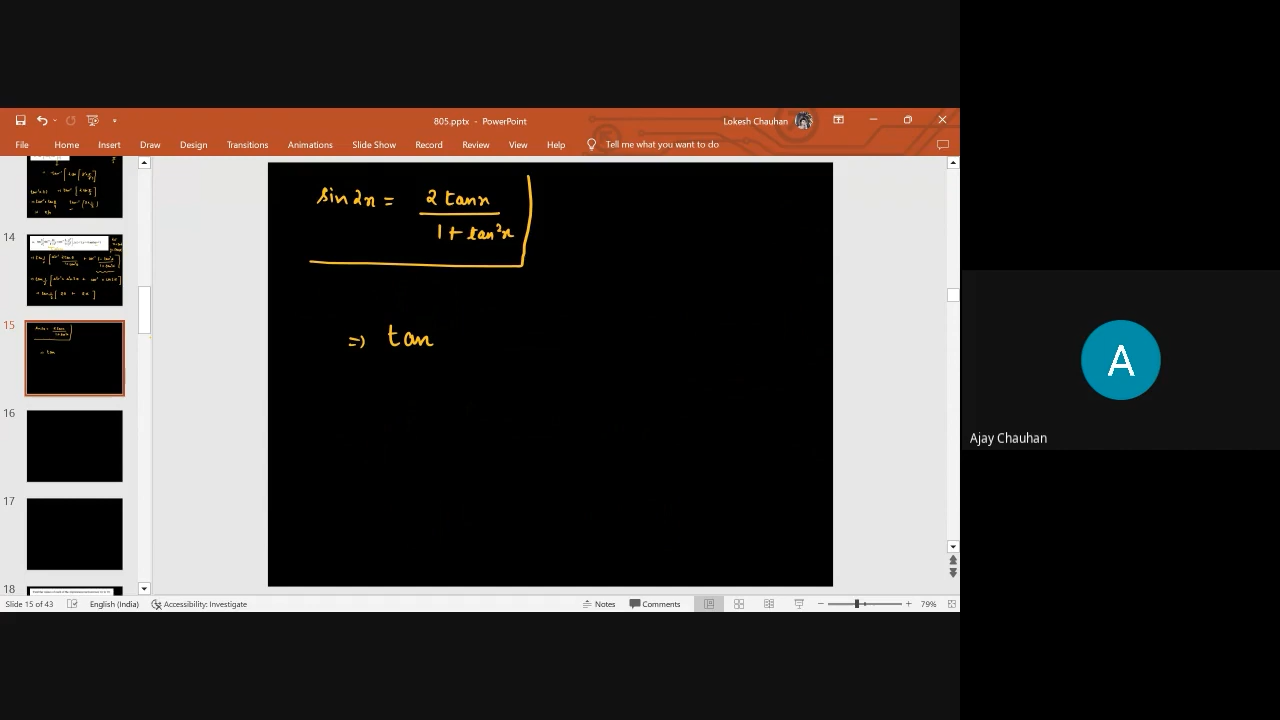 805.pptx - PowerPoint
Lokesh Chauhan
File Home Insert Draw Design Transitions Animations Slide Show Record Review View Help Tell me what you want to do
sin 2x = 2 tanx
1 + tan²x
=> tan
14
15
16
17
18
Ajay Chauhan
A
Slide 15 of 43 English (India) Accessibility: Investigate Notes Comments 79%